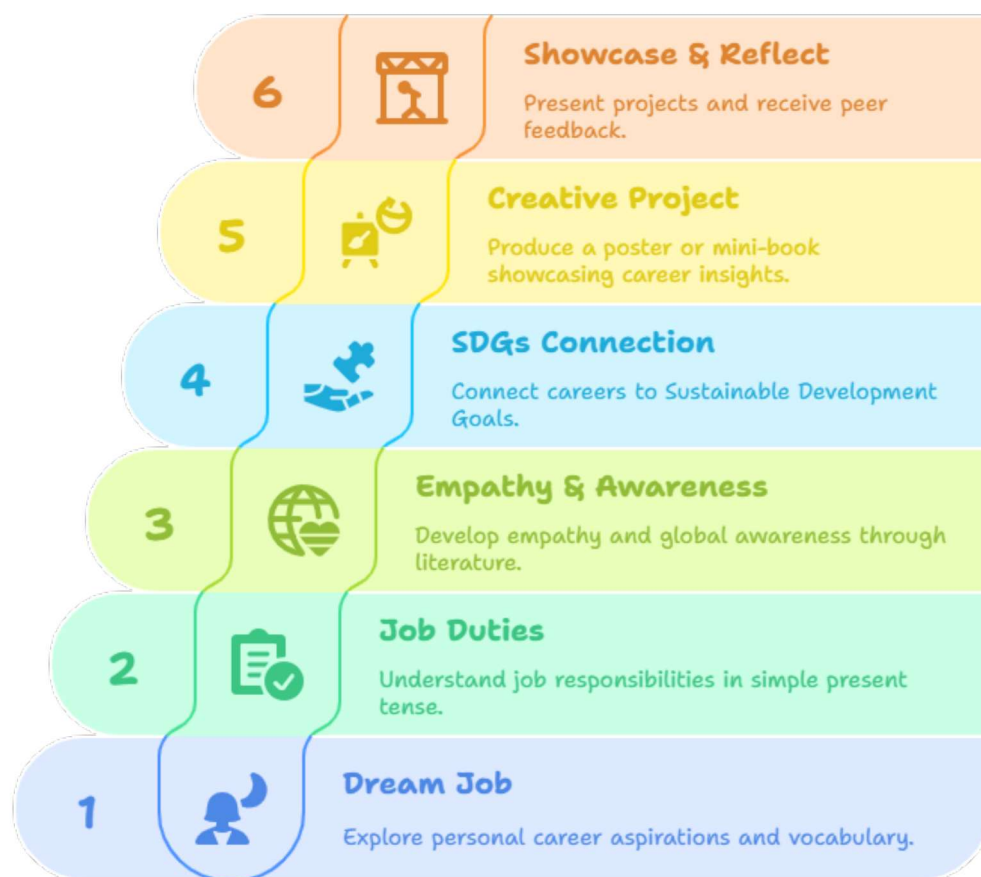 6
Showcase & Reflect
Present projects and receive peer
feedback.
5
Creative Project
Produce a poster or mini-book
showcasing career insights.
4
SDGs Connection
Connect careers to Sustainable Development
Goals.
3
Empathy & Awareness
Develop empathy and global awareness through
literature.
2
Job Duties
Understand job responsibilities in simple present
tense.
1
Dream Job
Explore personal career aspirations and vocabulary.